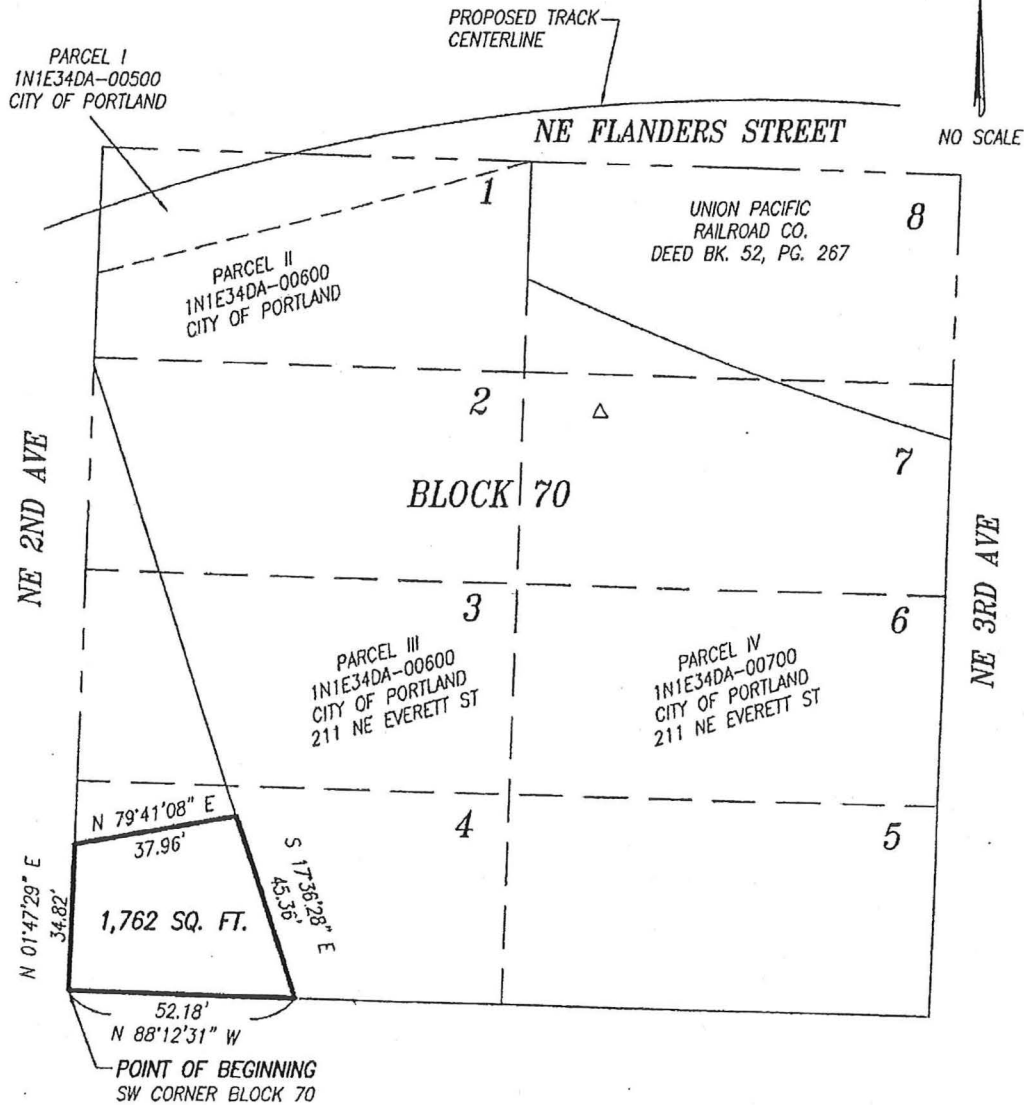 PROPOSED TRACK
CENTERLINE
PARCEL I
1N1E34DA-00500
CITY OF PORTLAND
NE FLANDERS STREET
NO SCALE
1
UNION PACIFIC
RAILROAD CO.
DEED BK. 52, PG. 267
8
PARCEL II
1N1E34DA-00600
CITY OF PORTLAND
2
7
NE 2ND AVE
BLOCK 70
NE 3RD AVE
3
6
PARCEL III
1N1E34DA-00600
CITY OF PORTLAND
211 NE EVERETT ST
PARCEL IV
1N1E34DA-00700
CITY OF PORTLAND
211 NE EVERETT ST
4
5
N 79°41'08" E
37.96'
S 17°36'28" E
45.36'
N 01°47'29" E
34.82'
1,762 SQ. FT.
52.18'
N 88°12'31" W
POINT OF BEGINNING
SW CORNER BLOCK 70